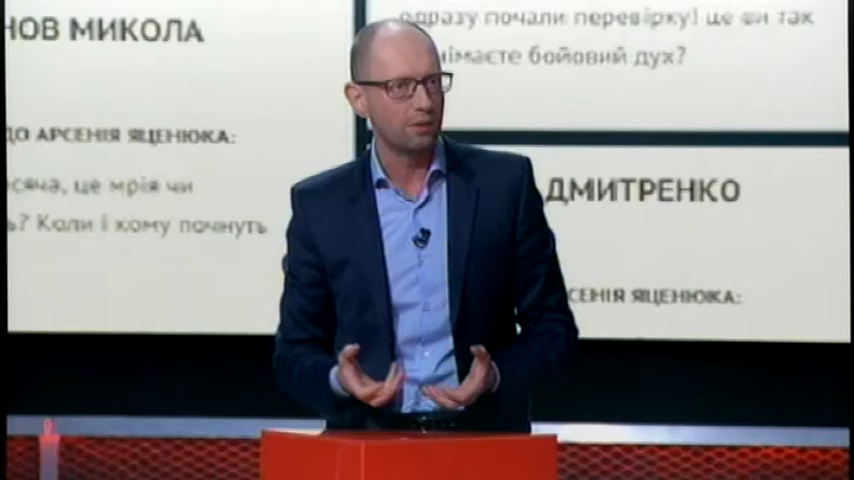 НОВ МИКОЛА
ДО АРСЕНІЯ ЯЦЕНЮКА:
сяча, це мрія чи
ь? Коли і кому почнуть
одразу почали перевірку! це ви так
німаєте бойовий дух?
ДМИТРЕНКО
СЕНІЯ ЯЦЕНЮКА: